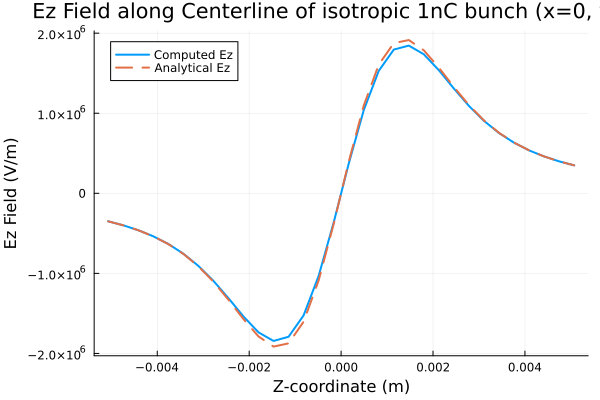 Ez Field along Centerline of isotropic 1nC bunch (x=0,
2.0×10⁶
1.0×10⁶
0
−1.0×10⁶
−2.0×10⁶
Ez Field (V/m)
Computed Ez
Analytical Ez
−0.004
−0.002
0.000
0.002
0.004
Z-coordinate (m)